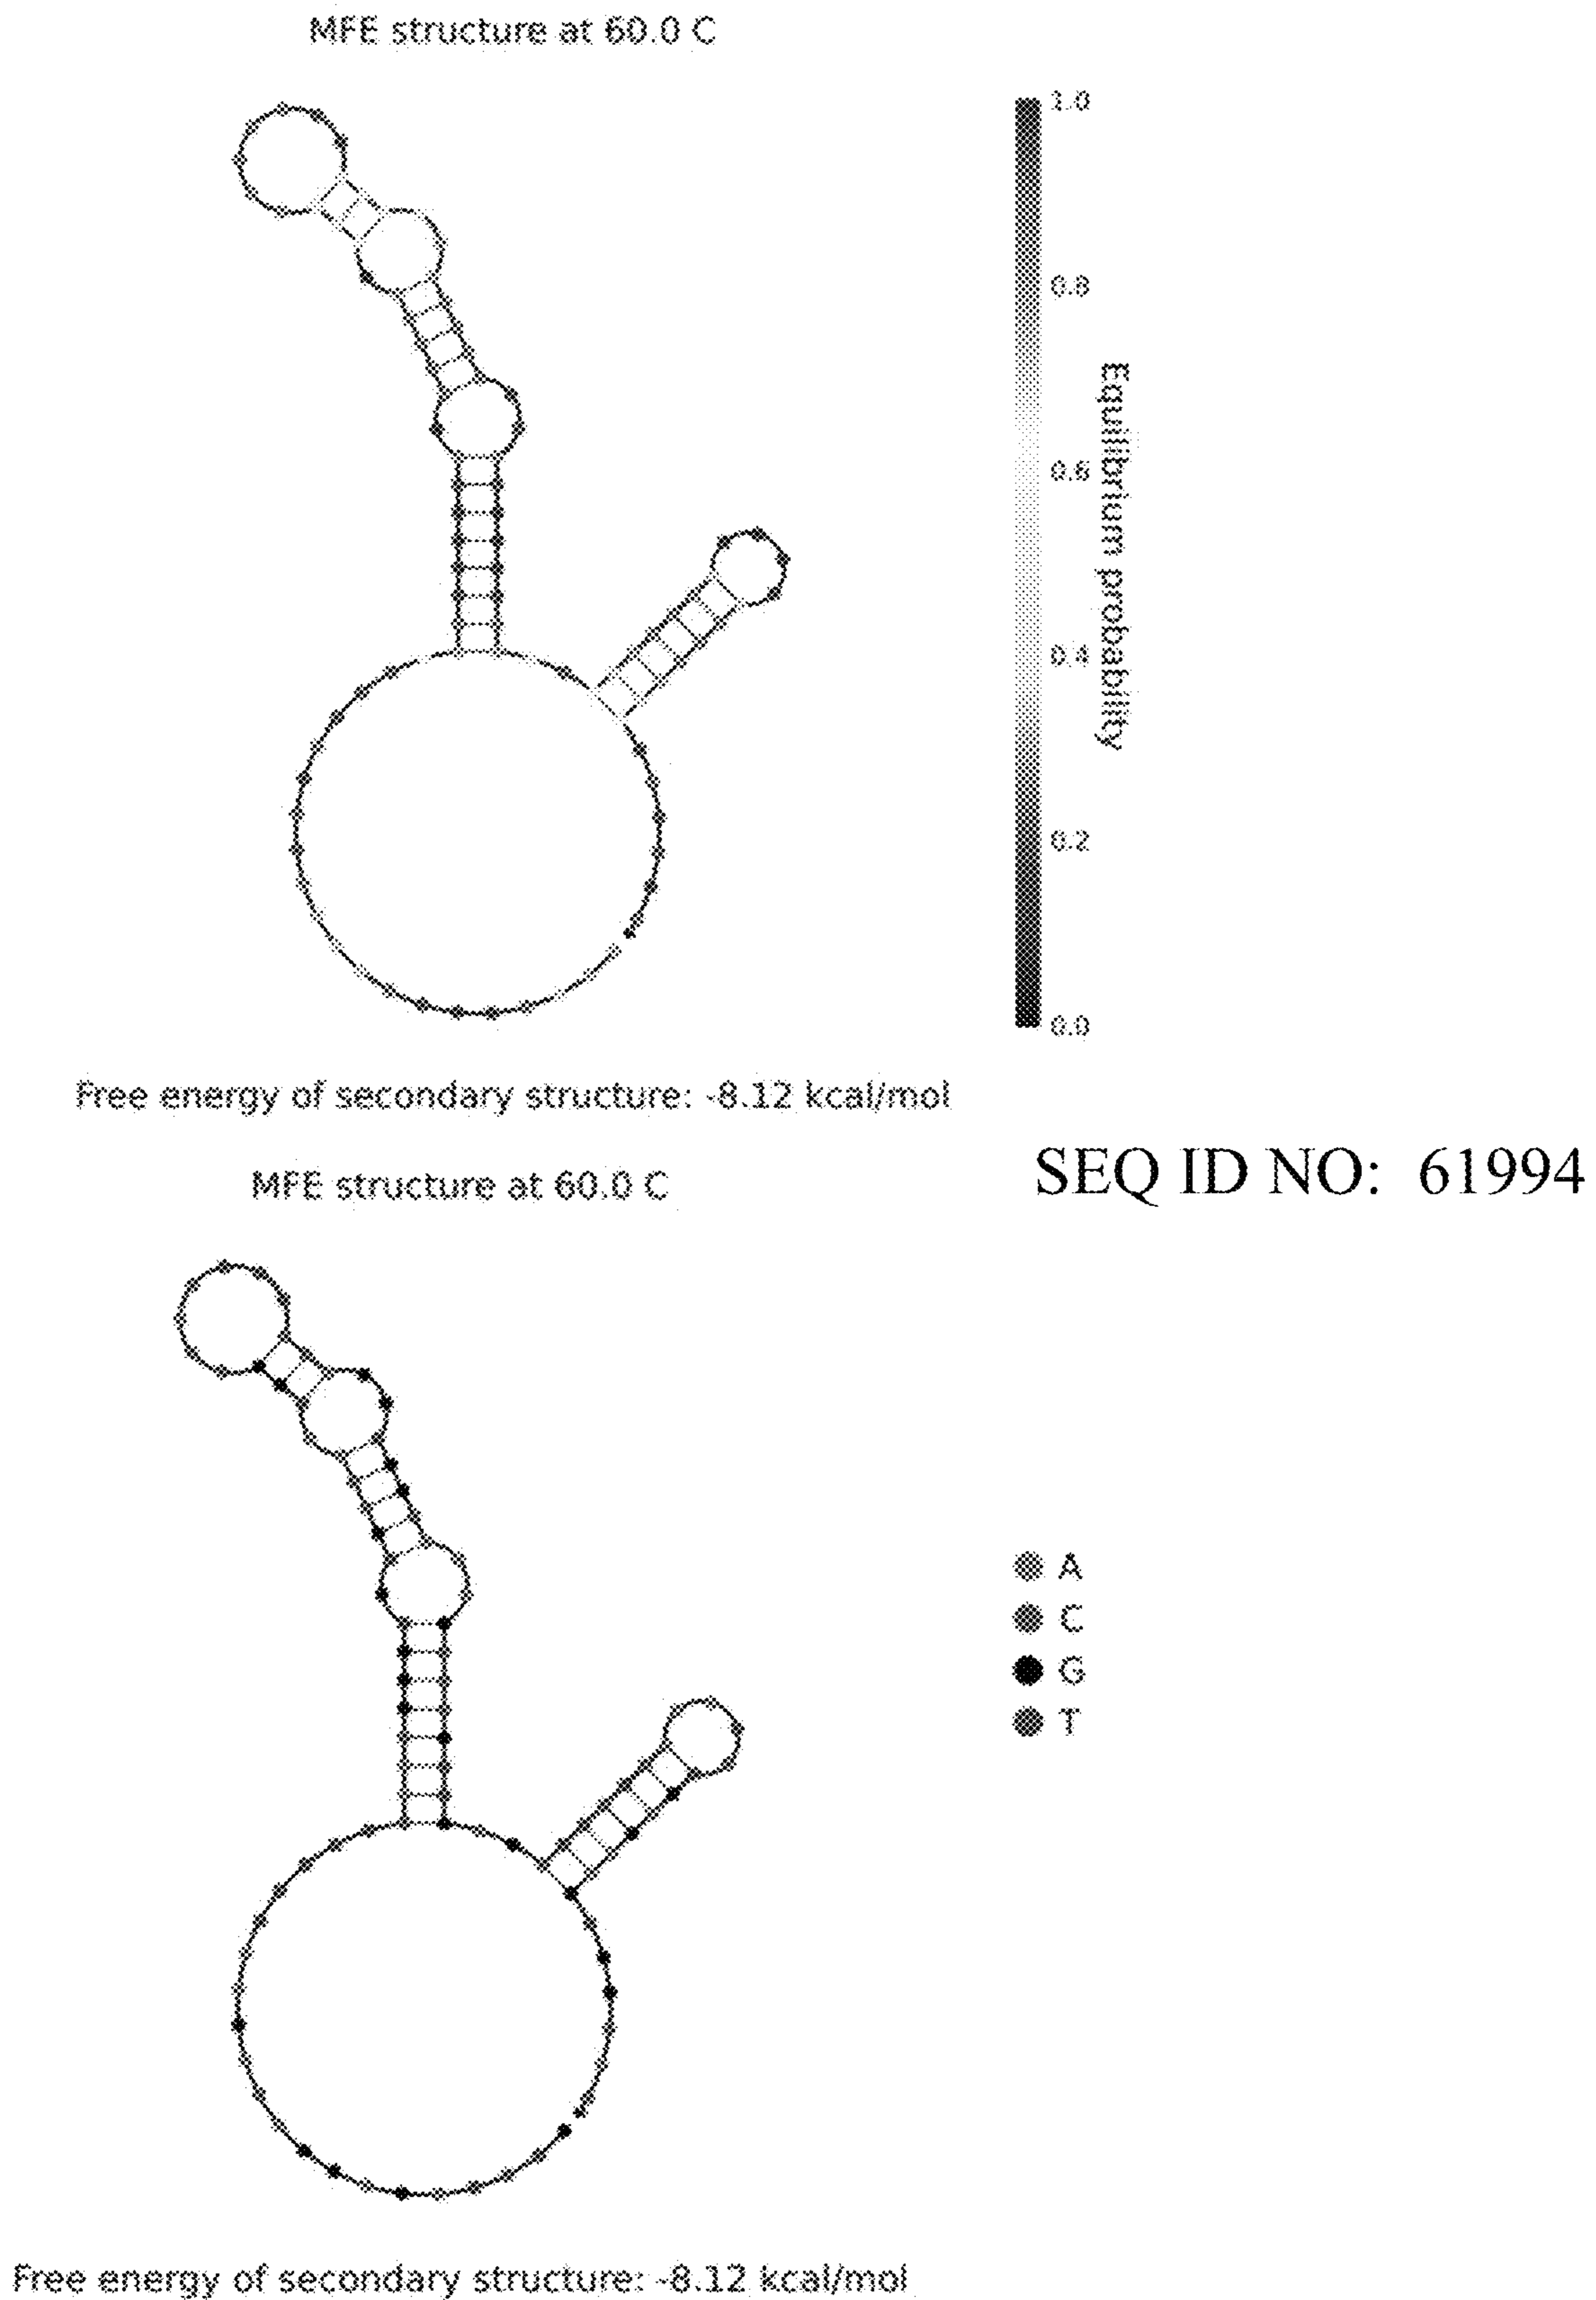 MFE structure at 60.0 C
1.0
0.8
0.6
0.4
0.2
0.0
Equilibrium probability
Free energy of secondary structure: -8.12 kcal/mol
SEQ ID NO: 61994
MFE structure at 60.0 C
A
C
G
T
Free energy of secondary structure: -8.12 kcal/mol